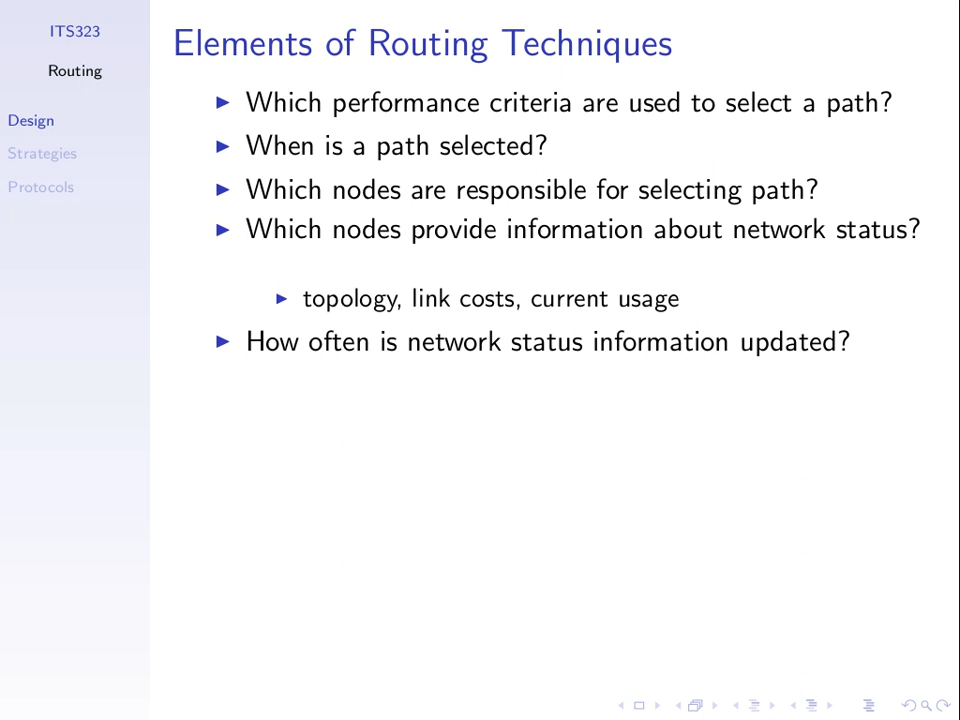 ITS323
Routing
Design
Strategies
Protocols
Elements of Routing Techniques
Which performance criteria are used to select a path?
When is a path selected?
Which nodes are responsible for selecting path?
Which nodes provide information about network status?
topology, link costs, current usage
How often is network status information updated?